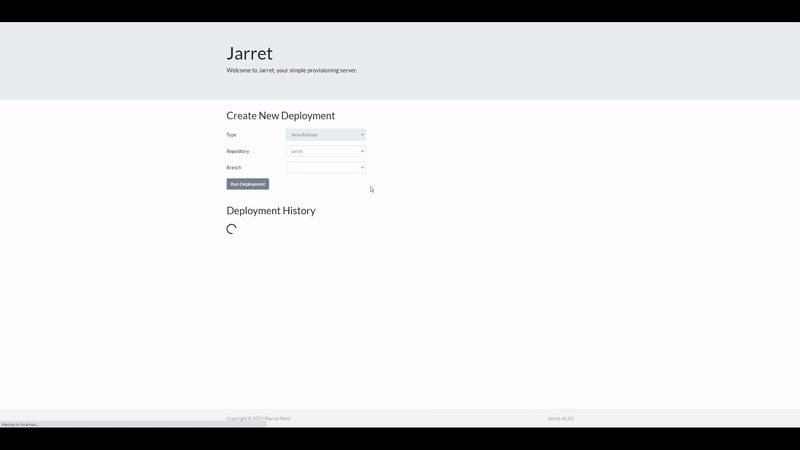 Jarret
Welcome to Jarret, your simple provisioning server.
Create New Deployment
Type
New Release
Repository
jarret
Branch
Run Deployment
Deployment History
Copyright © 2021 Marcel Herd
Jarret v0.3.0
Waiting for localhost...